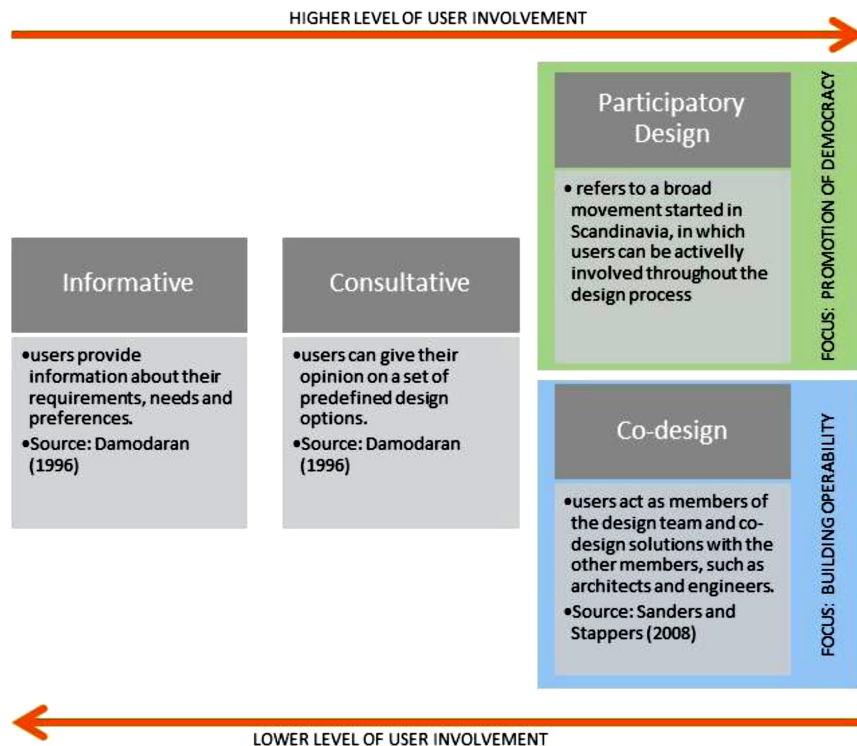 HIGHER LEVEL OF USER INVOLVEMENT
Informative
•users provide
information about their
requirements, needs and
preferences.
•Source: Damodaran
(1996)
Consultative
•users can give their
opinion on a set of
predefined design
options.
•Source: Damodaran
(1996)
Participatory
Design
• refers to a broad
movement started in
Scandinavia, in which
users can be activelly
involved throughout the
design process
FOCUS: PROMOTION OF DEMOCRACY
Co-design
•users act as members of
the design team and co-
design solutions with the
other members, such as
architects and engineers.
•Source: Sanders and
Stappers (2008)
FOCUS: BUILDING OPERABILITY
LOWER LEVEL OF USER INVOLVEMENT